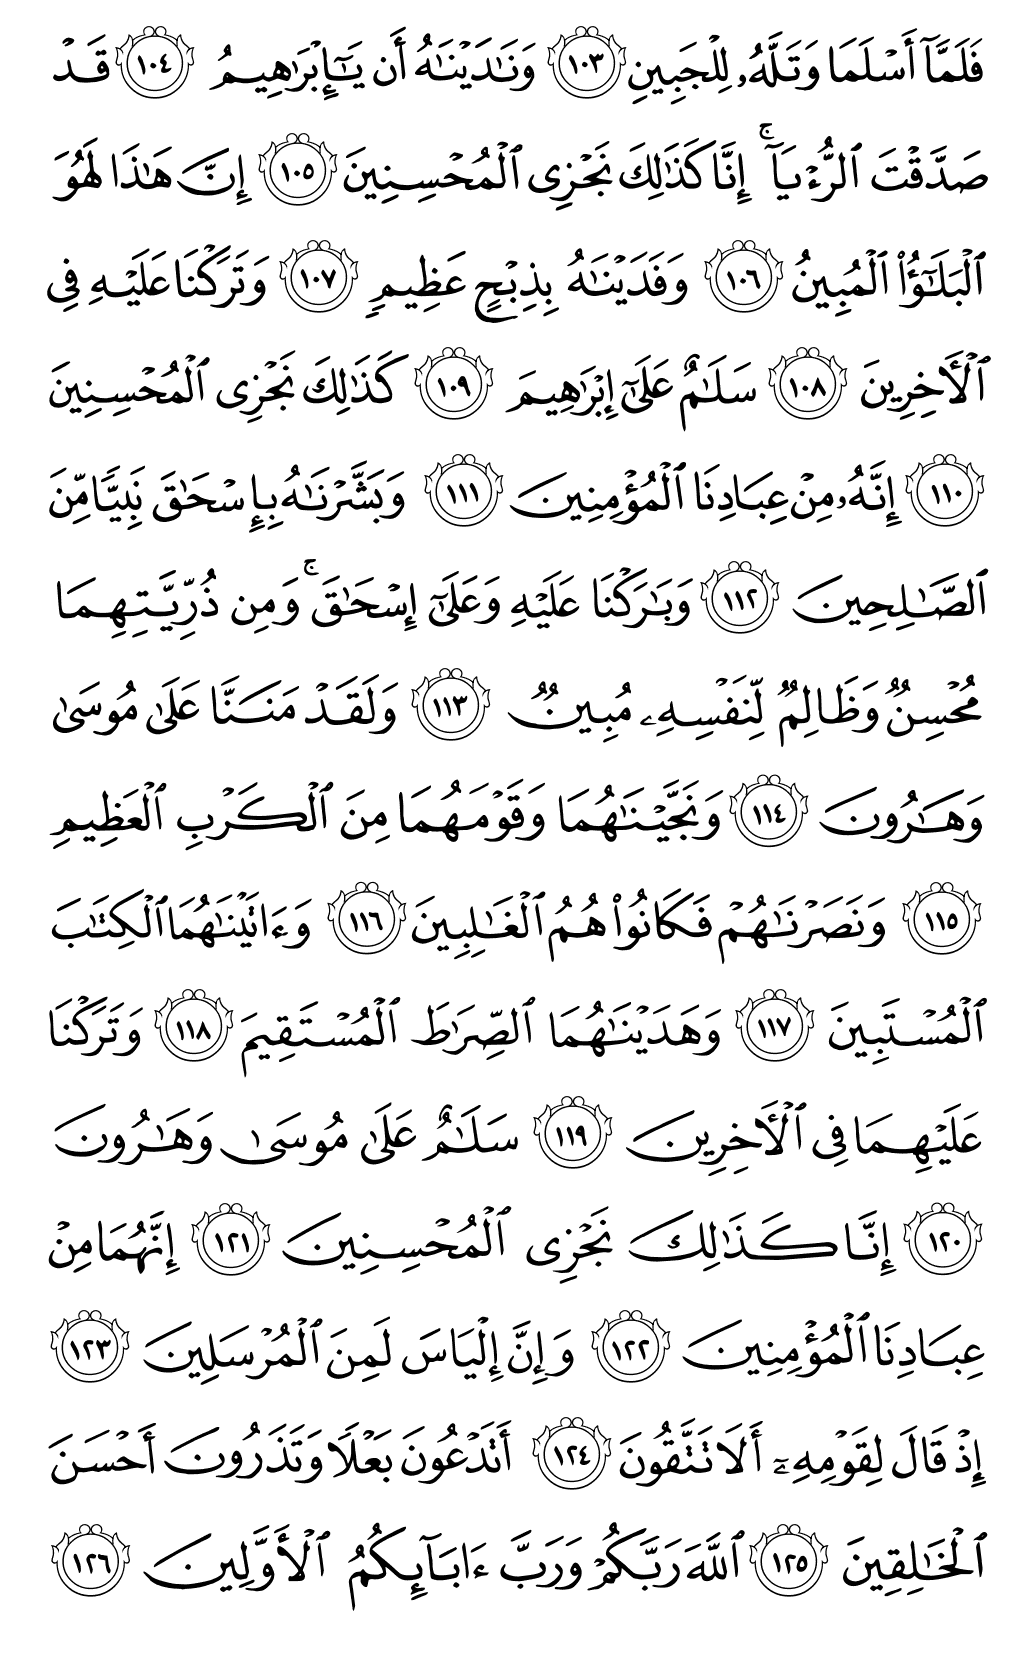 فَلَمَّآ أَسْلَمَا وَتَلَّهُۥ لِلْجَبِينِ ١٠٣ وَنَٰدَيْنَٰهُ أَن يَٰٓإِبْرَٰهِيمُ ١٠٤ قَدْ
صَدَّقْتَ ٱلرُّءْيَآ ۚ إِنَّا كَذَٰلِكَ نَجْزِى ٱلْمُحْسِنِينَ ١٠٥ إِنَّ هَٰذَا لَهُوَ
ٱلْبَلَٰٓؤُا۟ ٱلْمُبِينُ ١٠٦ وَفَدَيْنَٰهُ بِذِبْحٍ عَظِيمٍ ١٠٧ وَتَرَكْنَا عَلَيْهِ فِى
ٱلْأَخِرِينَ ١٠٨ سَلَٰمٌ عَلَىٰٓ إِبْرَٰهِيمَ ١٠٩ كَذَٰلِكَ نَجْزِى ٱلْمُحْسِنِينَ
١١٠ إِنَّهُۥ مِنْ عِبَادِنَا ٱلْمُؤْمِنِينَ ١١١ وَبَشَّرْنَٰهُ بِإِسْحَٰقَ نَبِيًّا مِّنَ
ٱلصَّٰلِحِينَ ١١٢ وَبَٰرَكْنَا عَلَيْهِ وَعَلَىٰٓ إِسْحَٰقَ ۚ وَمِن ذُرِّيَّتِهِمَا
مُحْسِنٌ وَظَالِمٌ لِّنَفْسِهِۦ مُبِينٌ ١١٣ وَلَقَدْ مَنَنَّا عَلَىٰ مُوسَىٰ
وَهَٰرُونَ ١١٤ وَنَجَّيْنَٰهُمَا وَقَوْمَهُمَا مِنَ ٱلْكَرْبِ ٱلْعَظِيمِ
١١٥ وَنَصَرْنَٰهُمْ فَكَانُوا۟ هُمُ ٱلْغَٰلِبِينَ ١١٦ وَءَاتَيْنَٰهُمَا ٱلْكِتَٰبَ
ٱلْمُسْتَبِينَ ١١٧ وَهَدَيْنَٰهُمَا ٱلصِّرَٰطَ ٱلْمُسْتَقِيمَ ١١٨ وَتَرَكْنَا
عَلَيْهِمَا فِى ٱلْأَخِرِينَ ١١٩ سَلَٰمٌ عَلَىٰ مُوسَىٰ وَهَٰرُونَ
١٢٠ إِنَّا كَذَٰلِكَ نَجْزِى ٱلْمُحْسِنِينَ ١٢١ إِنَّهُمَا مِنْ
عِبَادِنَا ٱلْمُؤْمِنِينَ ١٢٢ وَإِنَّ إِلْيَاسَ لَمِنَ ٱلْمُرْسَلِينَ ١٢٣
إِذْ قَالَ لِقَوْمِهِۦٓ أَلَا تَتَّقُونَ ١٢٤ أَتَدْعُونَ بَعْلًا وَتَذَرُونَ أَحْسَنَ
ٱلْخَٰلِقِينَ ١٢٥ ٱللَّهَ رَبَّكُمْ وَرَبَّ ءَابَآئِكُمُ ٱلْأَوَّلِينَ ١٢٦